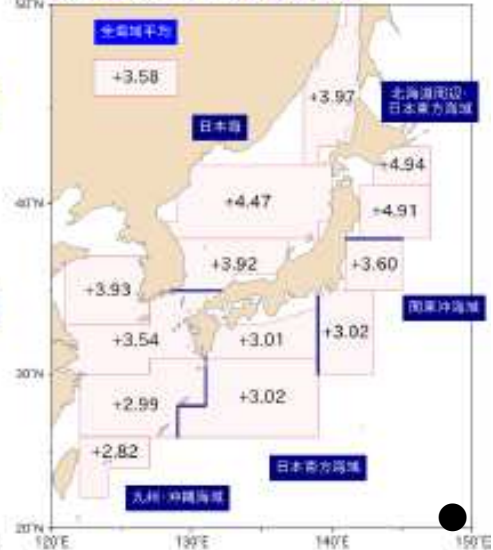 50°N
全海域平均
+3.58
+3.97
北海道周辺・
日本東方海域
日本海
+4.94
40°N
+4.47
+4.91
+3.92
+3.60
+3.93
関東沖海域
+3.54
+3.01
+3.02
30°N
+2.99
+3.02
+2.82
日本南方海域
九州・沖縄海域
20°N
120°E
130°E
140°E
150°E